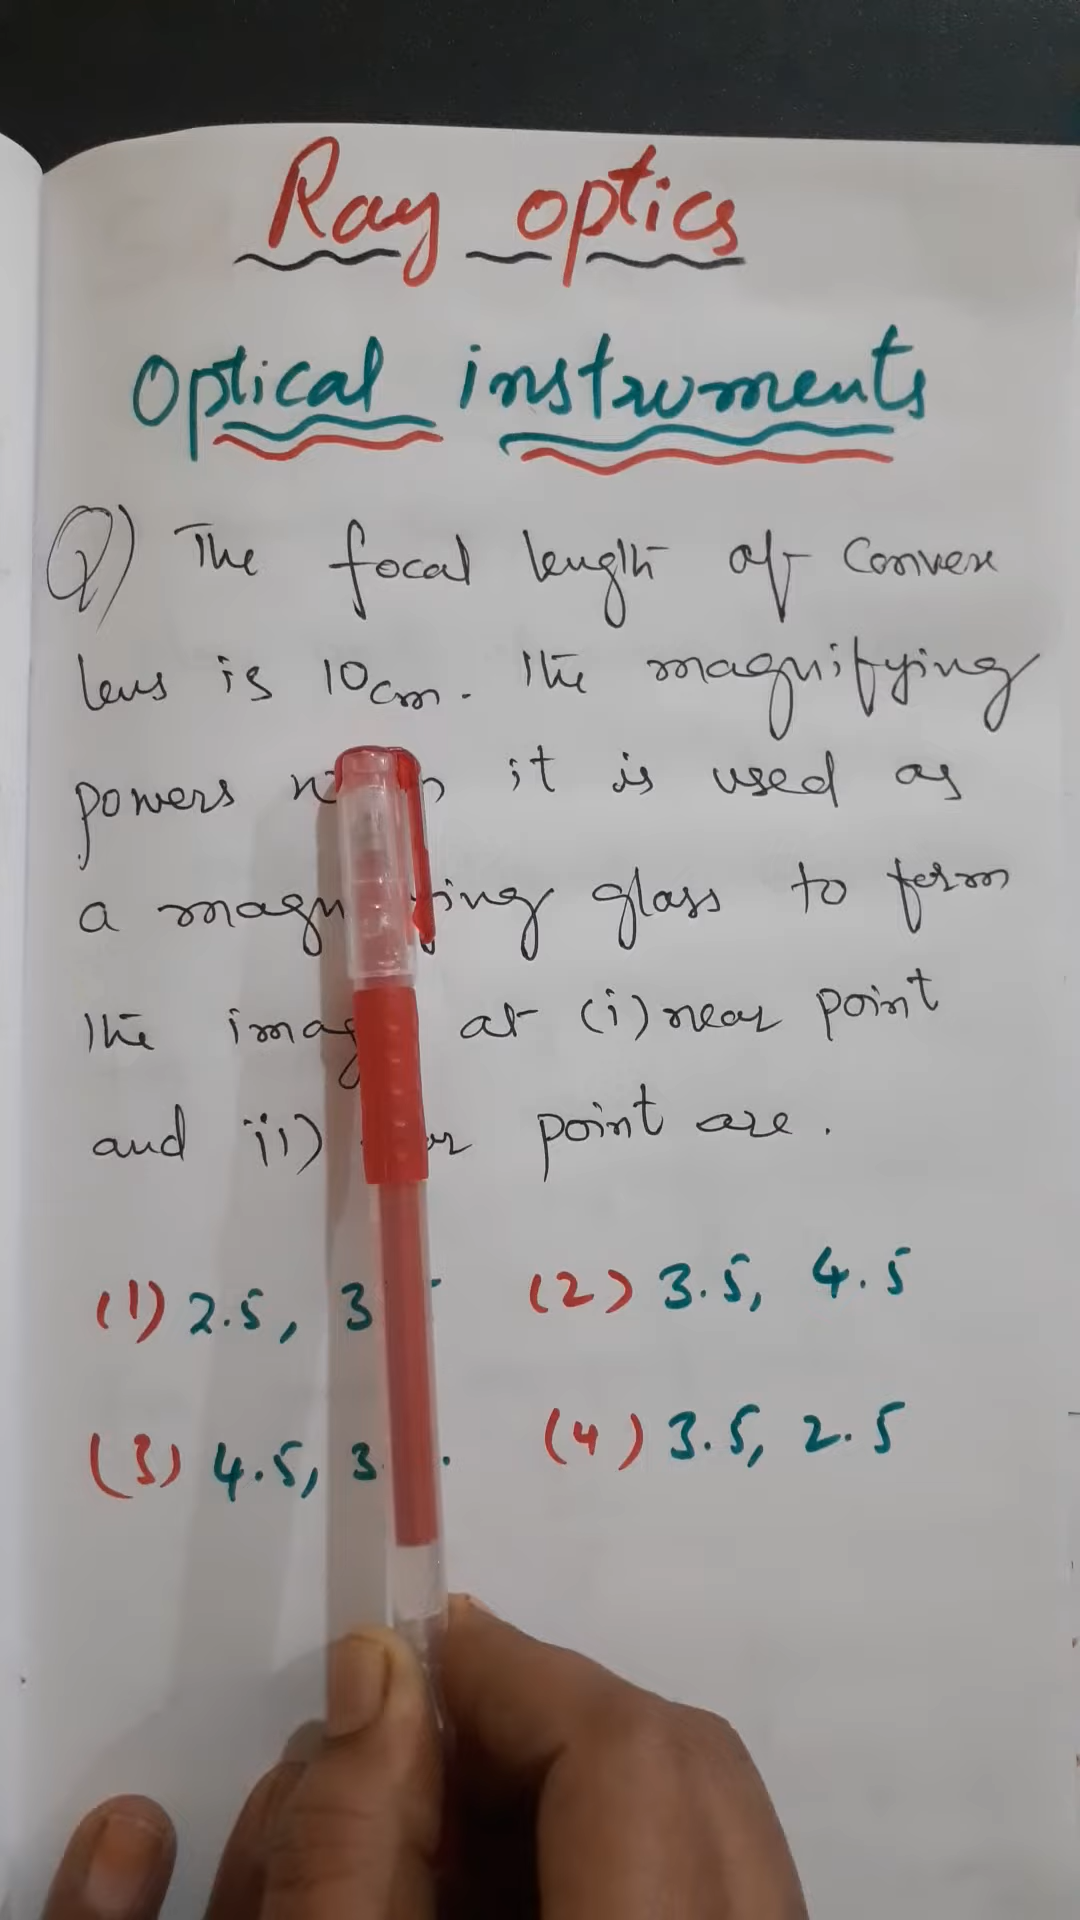 Ray optics
Optical instruments
Q) The focal length of Convex
lens is 10cm. The magnifying
powers it is used as
a glass to form
the at (i) near point
and ii) point are.
(1) 2.5, (2) 3.5, 4.5
(3) 4.5, (4) 3.5, 2.5